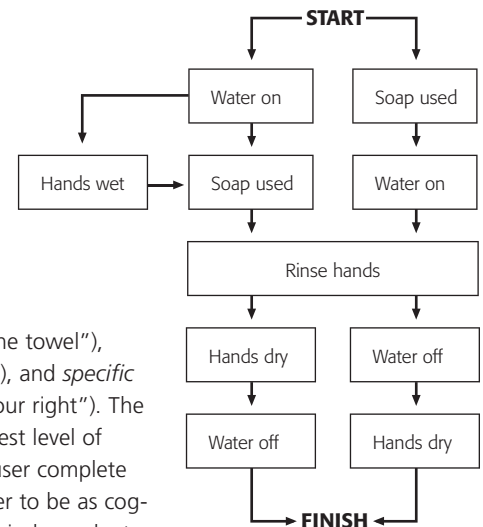 START
Water on
Soap used
Hands wet
Soap used
Water on
Rinse hands
Hands dry
Water off
Water off
Hands dry
FINISH
ne towel”),
), and specific
our right”). The
est level of
user complete
er to be as cog-